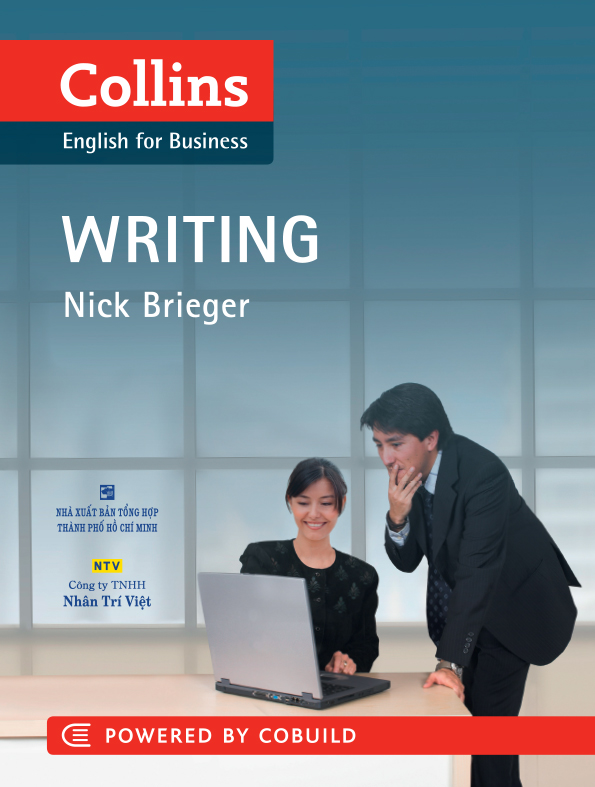 Collins
English for Business
WRITING
Nick Brieger
NHÀ XUẤT BẢN TỔNG HỢP
THÀNH PHỐ HỒ CHÍ MINH
NTV
Công ty TNHH
Nhân Trí Việt
POWERED BY COBUILD